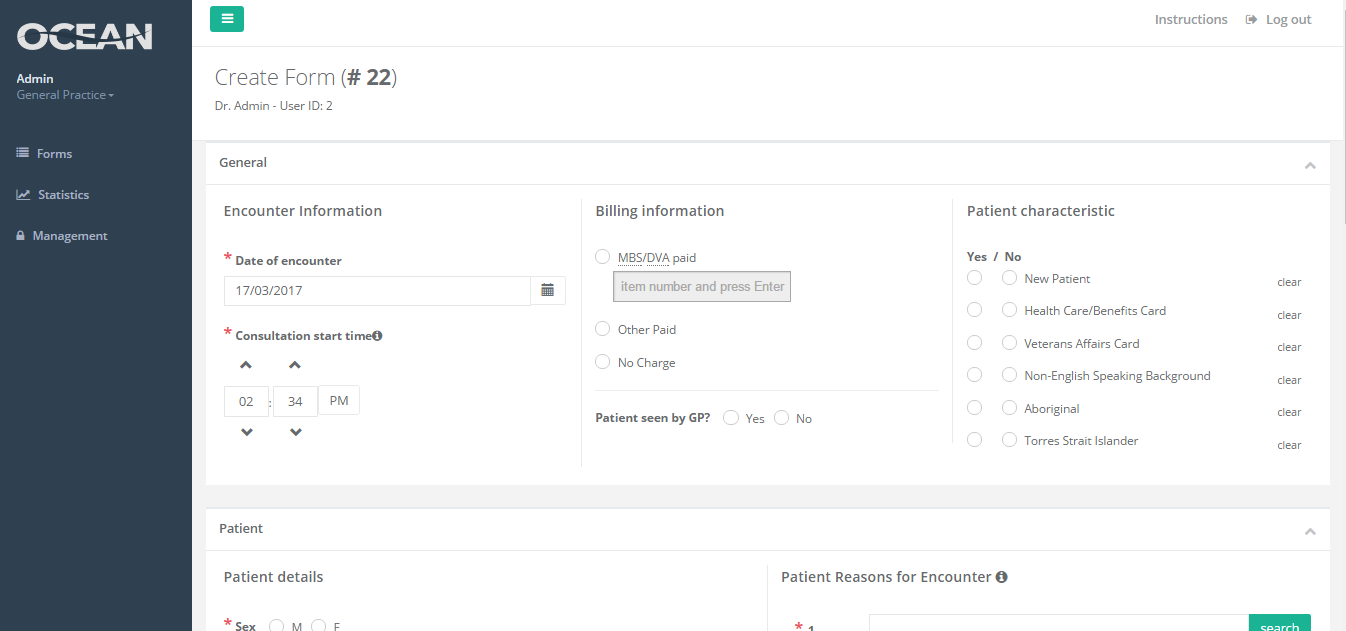 OCEAN
Admin
General Practice
Forms
Statistics
Management
Instructions Log out
Create Form (# 22)
Dr. Admin - User ID: 2
General
Encounter Information
* Date of encounter
17/03/2017
* Consultation start time
02 : 34 PM
Billing information
MBS/DVA paid
item number and press Enter
Other Paid
No Charge
Patient seen by GP? Yes No
Patient characteristic
Yes / No
New Patient clear
Health Care/Benefits Card clear
Veterans Affairs Card clear
Non-English Speaking Background clear
Aboriginal clear
Torres Strait Islander clear
Patient
Patient details
* Sex M F
Patient Reasons for Encounter
* 1 search